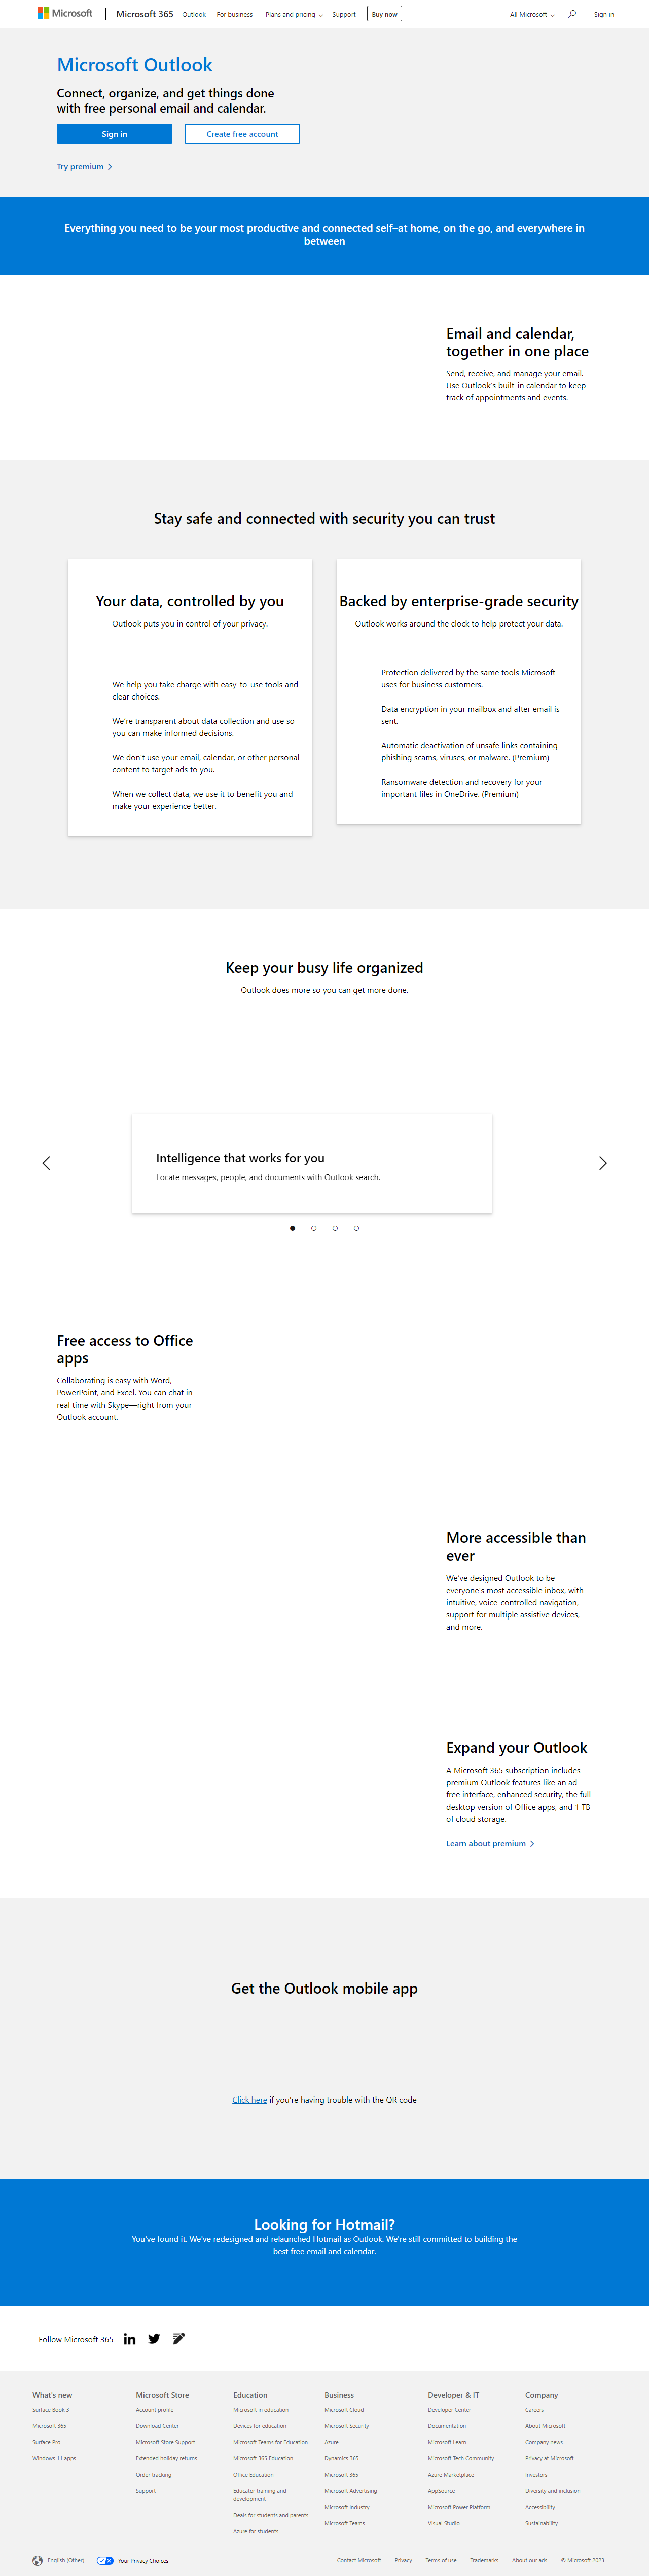 Microsoft
Microsoft 365
Outlook
For business
Plans and pricing
Support
Buy now
All Microsoft
Sign in
Microsoft Outlook
Connect, organize, and get things done
with free personal email and calendar.
Sign in
Create free account
Try premium
Everything you need to be your most productive and connected self–at home, on the go, and everywhere in
between
Email and calendar,
together in one place
Send, receive, and manage your email.
Use Outlook's built-in calendar to keep
track of appointments and events.
Stay safe and connected with security you can trust
Your data, controlled by you
Outlook puts you in control of your privacy.
We help you take charge with easy-to-use tools and
clear choices.
We're transparent about data collection and use so
you can make informed decisions.
We don't use your email, calendar, or other personal
content to target ads to you.
When we collect data, we use it to benefit you and
make your experience better.
Backed by enterprise-grade security
Outlook works around the clock to help protect your data.
Protection delivered by the same tools Microsoft
uses for business customers.
Data encryption in your mailbox and after email is
sent.
Automatic deactivation of unsafe links containing
phishing scams, viruses, or malware. (Premium)
Ransomware detection and recovery for your
important files in OneDrive. (Premium)
Keep your busy life organized
Outlook does more so you can get more done.
Intelligence that works for you
Locate messages, people, and documents with Outlook search.
Free access to Office
apps
Collaborating is easy with Word,
PowerPoint, and Excel. You can chat in
real time with Skype—right from your
Outlook account.
More accessible than
ever
We've designed Outlook to be
everyone's most accessible inbox, with
intuitive, voice-controlled navigation,
support for multiple assistive devices,
and more.
Expand your Outlook
A Microsoft 365 subscription includes
premium Outlook features like an ad-
free interface, enhanced security, the full
desktop version of Office apps, and 1 TB
of cloud storage.
Learn about premium
Get the Outlook mobile app
Click here if you're having trouble with the QR code
Looking for Hotmail?
You've found it. We've redesigned and relaunched Hotmail as Outlook. We're still committed to building the
best free email and calendar.
Follow Microsoft 365
What's new
Surface Book 3
Microsoft 365
Surface Pro
Windows 11 apps
Microsoft Store
Account profile
Download Center
Microsoft Store Support
Extended holiday returns
Order tracking
Support
Education
Microsoft in education
Devices for education
Microsoft Teams for Education
Microsoft 365 Education
Office Education
Educator training and
development
Deals for students and parents
Azure for students
Business
Microsoft Cloud
Microsoft Security
Azure
Dynamics 365
Microsoft 365
Microsoft Advertising
Microsoft Industry
Microsoft Teams
Developer & IT
Developer Center
Documentation
Microsoft Learn
Microsoft Tech Community
Azure Marketplace
AppSource
Microsoft Power Platform
Visual Studio
Company
Careers
About Microsoft
Company news
Privacy at Microsoft
Investors
Diversity and inclusion
Accessibility
Sustainability
English (Other)
Your Privacy Choices
Contact Microsoft
Privacy
Terms of use
Trademarks
About our ads
© Microsoft 2023